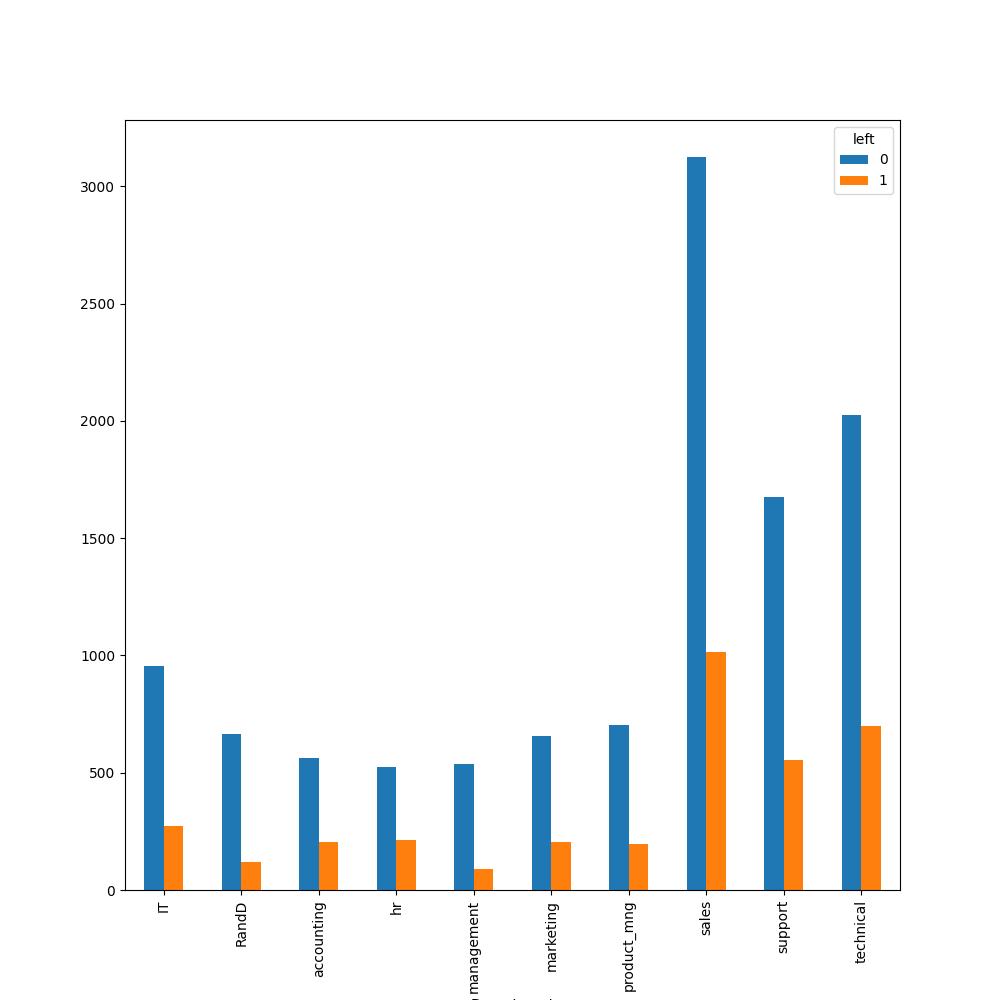 left
0
1
3000
2500
2000
1500
1000
500
0
IT
RandD
accounting
hr
management
marketing
product_mng
sales
support
technical